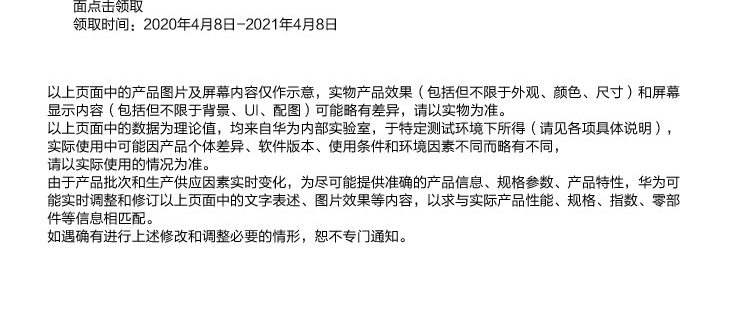 面点击领取
领取时间：2020年4月8日-2021年4月8日
以上页面中的产品图片及屏幕内容仅作示意，实物产品效果（包括但不限于外观、颜色、尺寸）和屏幕
显示内容（包括但不限于背景、UI、配图）可能略有差异，请以实物为准。
以上页面中的数据为理论值，均来自华为内部实验室，于特定测试环境下所得（请见各项具体说明），
实际使用中可能因产品个体差异、软件版本、使用条件和环境因素不同而略有不同，
请以实际使用的情况为准。
由于产品批次和生产供应因素实时变化，为尽可能提供准确的产品信息、规格参数、产品特性，华为可
能实时调整和修订以上页面中的文字表述、图片效果等内容，以求与实际产品性能、规格、指数、零部
件等信息相匹配。
如遇确有进行上述修改和调整必要的情形，恕不专门通知。